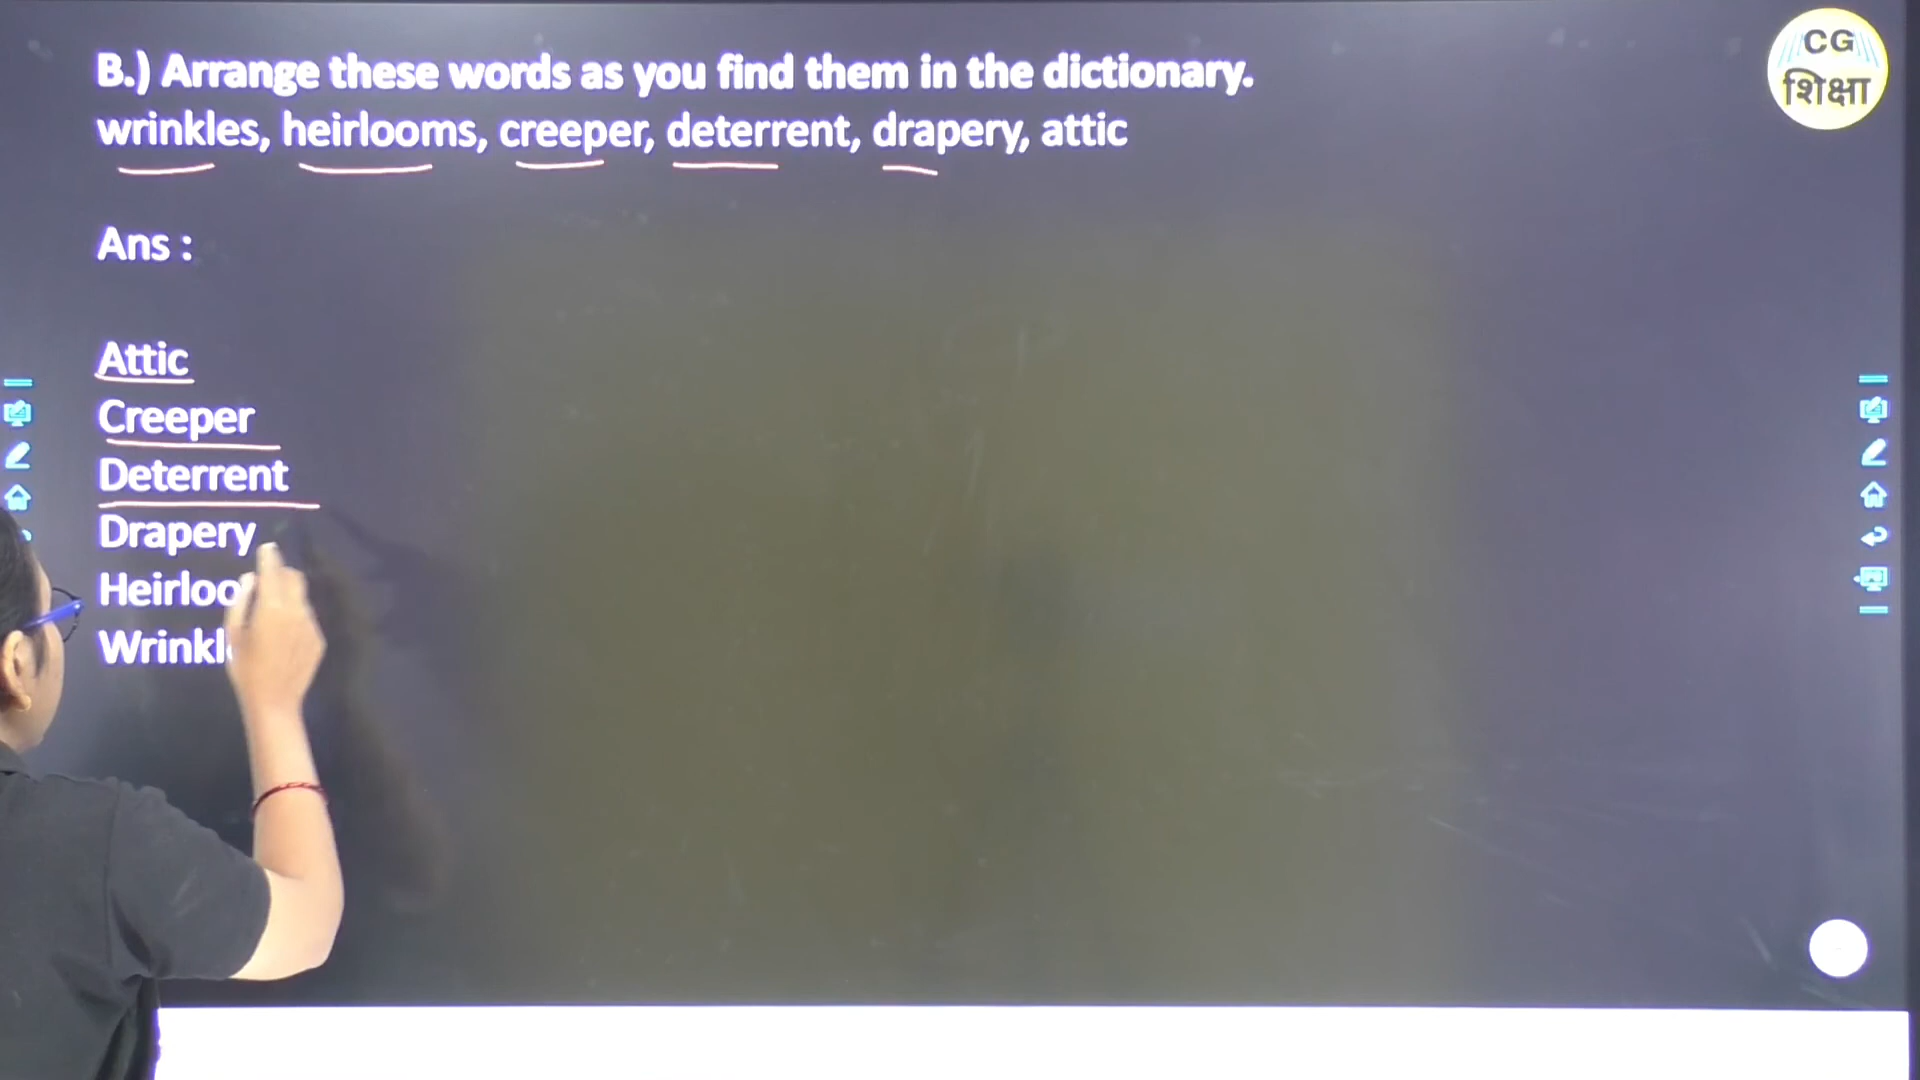 B.) Arrange these words as you find them in the dictionary.
wrinkles, heirlooms, creeper, deterrent, drapery, attic
Ans :
Attic
Creeper
Deterrent
Drapery
CG
शिक्षा